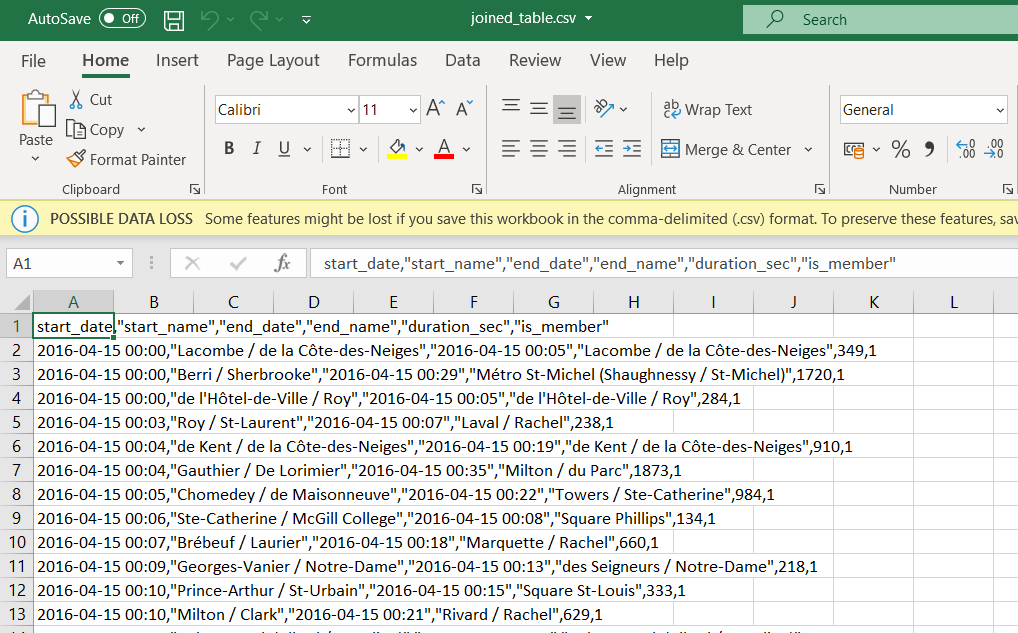 AutoSave Off joined_table.csv Search
File Home Insert Page Layout Formulas Data Review View Help
Paste Cut Copy Format Painter Clipboard
Calibri 11 A A
B I U A Font
ab Wrap Text
Merge & Center
Alignment
General
% 9 .00 .00
Number
POSSIBLE DATA LOSS Some features might be lost if you save this workbook in the comma-delimited (.csv) format. To preserve these features, sav
A1 fx start_date,"start_name","end_date","end_name","duration_sec","is_member"
A B C D E F G H I J K L
1 start_date,"start_name","end_date","end_name","duration_sec","is_member"
2 2016-04-15 00:00,"Lacombe / de la Côte-des-Neiges","2016-04-15 00:05","Lacombe / de la Côte-des-Neiges",349,1
3 2016-04-15 00:00,"Berri / Sherbrooke","2016-04-15 00:29","Métro St-Michel (Shaughnessy / St-Michel)",1720,1
4 2016-04-15 00:00,"de l'Hôtel-de-Ville / Roy","2016-04-15 00:05","de l'Hôtel-de-Ville / Roy",284,1
5 2016-04-15 00:03,"Roy / St-Laurent","2016-04-15 00:07","Laval / Rachel",238,1
6 2016-04-15 00:04,"de Kent / de la Côte-des-Neiges","2016-04-15 00:19","de Kent / de la Côte-des-Neiges",910,1
7 2016-04-15 00:04,"Gauthier / De Lorimier","2016-04-15 00:35","Milton / du Parc",1873,1
8 2016-04-15 00:05,"Chomedey / de Maisonneuve","2016-04-15 00:22","Towers / Ste-Catherine",984,1
9 2016-04-15 00:06,"Ste-Catherine / McGill College","2016-04-15 00:08","Square Phillips",134,1
10 2016-04-15 00:07,"Brébeuf / Laurier","2016-04-15 00:18","Marquette / Rachel",660,1
11 2016-04-15 00:09,"Georges-Vanier / Notre-Dame","2016-04-15 00:13","des Seigneurs / Notre-Dame",218,1
12 2016-04-15 00:10,"Prince-Arthur / St-Urbain","2016-04-15 00:15","Square St-Louis",333,1
13 2016-04-15 00:10,"Milton / Clark","2016-04-15 00:21","Rivard / Rachel",629,1